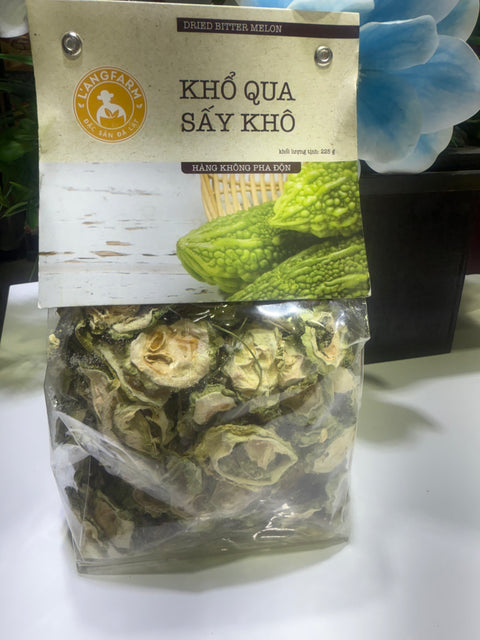 DRIED BITTER MELON
L'ANGFARM
ĐẶC SẢN ĐÀ LẠT
KHỔ QUA
SẤY KHÔ
khối lượng tịnh: 225 g
HÀNG KHÔNG PHA ĐỘN